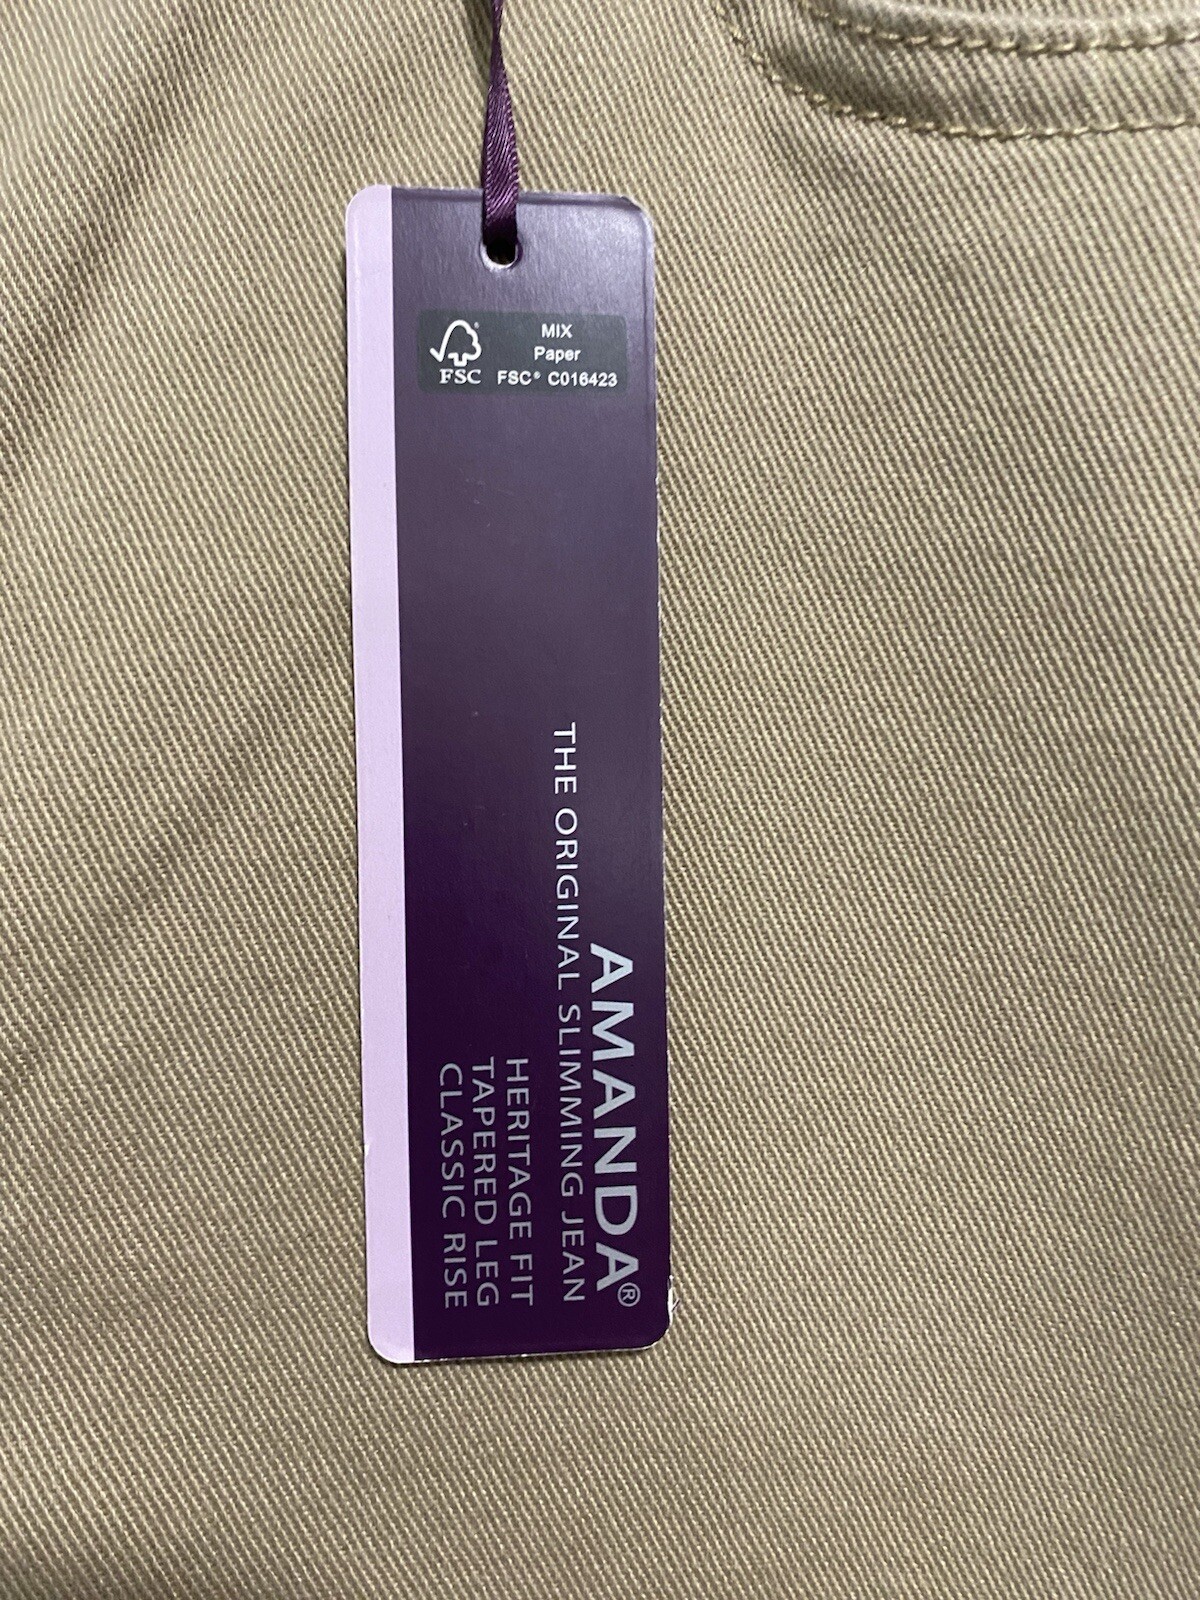 MIX
Paper
FSC
FSC® C016423
AMANDA®
THE ORIGINAL SLIMMING JEAN
HERITAGE FIT
TAPERED LEG
CLASSIC RISE